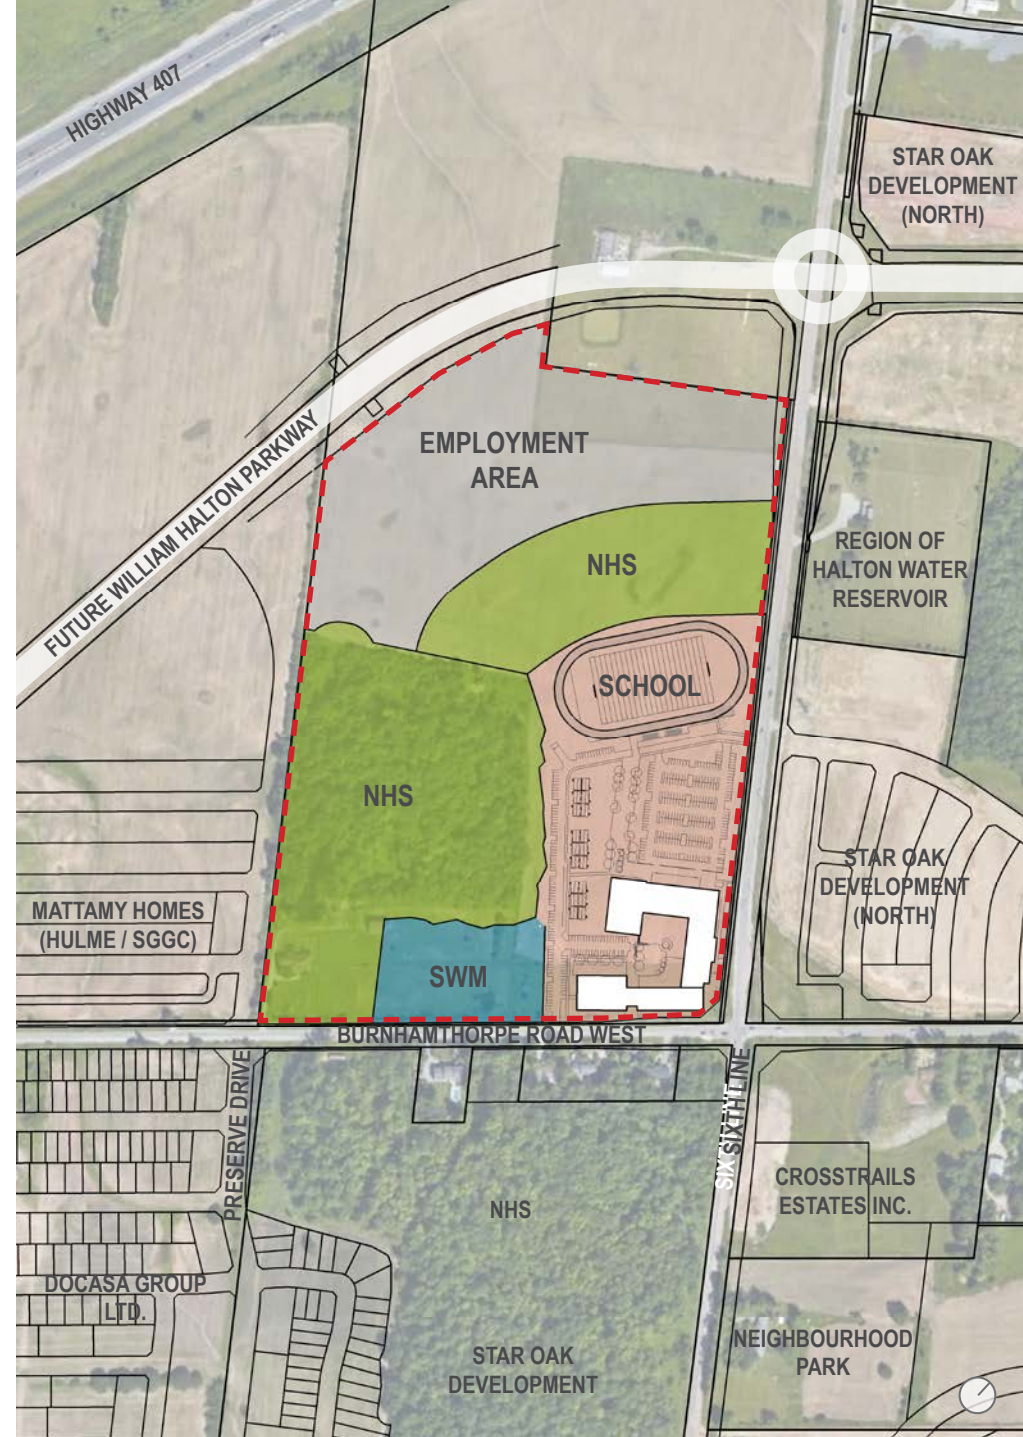 HIGHWAY 407
STAR OAK
DEVELOPMENT
(NORTH)
FUTURE WILLIAM HALTON PARKWAY
EMPLOYMENT
AREA
NHS
REGION OF
HALTON WATER
RESERVOIR
SCHOOL
NHS
STAR OAK
DEVELOPMENT
(NORTH)
MATTAMY HOMES
(HULME / SGGC)
SWM
BURNHAMTHORPE ROAD WEST
PRESERVE DRIVE
SIXTH LINE
SIXTH LINE
NHS
CROSSTRAILS
ESTATES INC.
DOCASA GROUP
LTD.
NEIGHBOURHOOD
PARK
STAR OAK
DEVELOPMENT